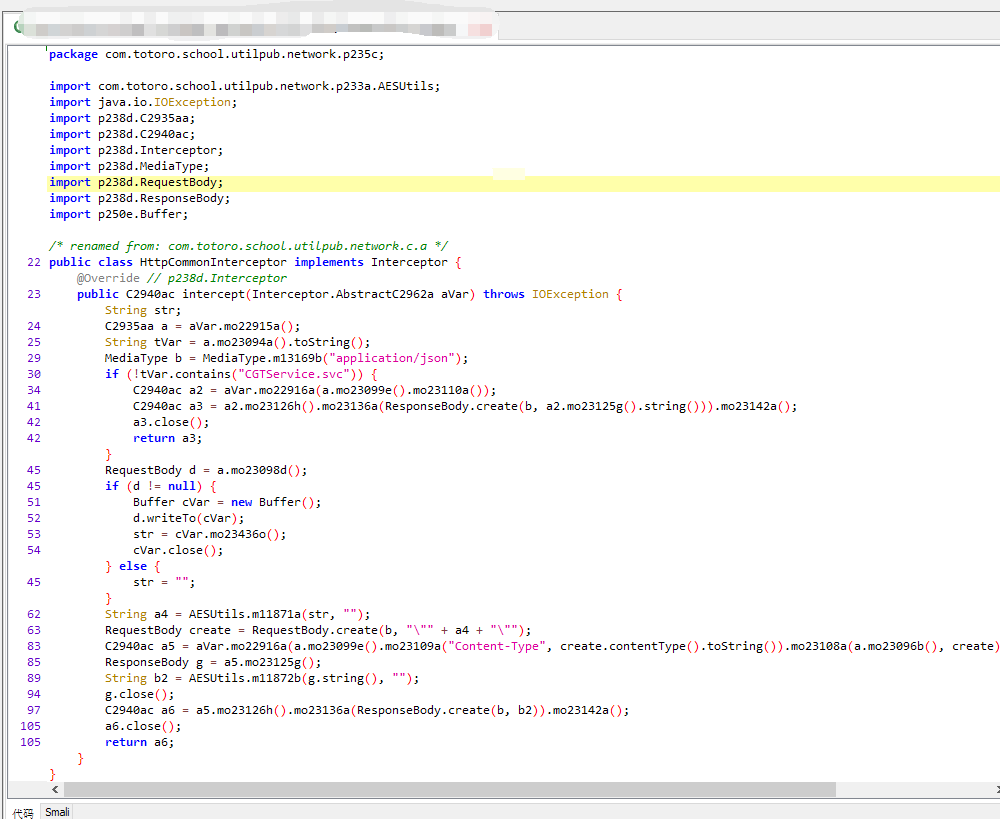 package com.totoro.school.utilpub.network.p235c;
import com.totoro.school.utilpub.network.p233a.AESUtils;
import java.io.IOException;
import p238d.C2935aa;
import p238d.C2940ac;
import p238d.Interceptor;
import p238d.MediaType;
import p238d.RequestBody;
import p238d.ResponseBody;
import p250e.Buffer;
/* renamed from: com.totoro.school.utilpub.network.c.a */
22 public class HttpCommonInterceptor implements Interceptor {
@Override // p238d.Interceptor
23 public C2940ac intercept(Interceptor.AbstractC2962a aVar) throws IOException {
String str;
24 C2935aa a = aVar.mo22915a();
25 String tVar = a.mo23094a().toString();
29 MediaType b = MediaType.m13169b("application/json");
30 if (!tVar.contains("CGTService.svc")) {
34 C2940ac a2 = aVar.mo22916a(a.mo23099e().mo23110a());
41 C2940ac a3 = a2.mo23126h().mo23136a(ResponseBody.create(b, a2.mo23125g().string())).mo23142a();
42 a3.close();
42 return a3;
}
45 RequestBody d = a.mo23098d();
45 if (d != null) {
51 Buffer cVar = new Buffer();
52 d.writeTo(cVar);
53 str = cVar.mo23436o();
54 cVar.close();
} else {
45 str = "";
}
62 String a4 = AESUtils.m11871a(str, "");
63 RequestBody create = RequestBody.create(b, "\"" + a4 + "\"");
83 C2940ac a5 = aVar.mo22916a(a.mo23099e().mo23109a("Content-Type", create.contentType().toString()).mo23108a(a.mo23096b(), create)
85 ResponseBody g = a5.mo23125g();
89 String b2 = AESUtils.m11872b(g.string(), "");
94 g.close();
97 C2940ac a6 = a5.mo23126h().mo23136a(ResponseBody.create(b, b2)).mo23142a();
105 a6.close();
105 return a6;
}
}
代码 Smali